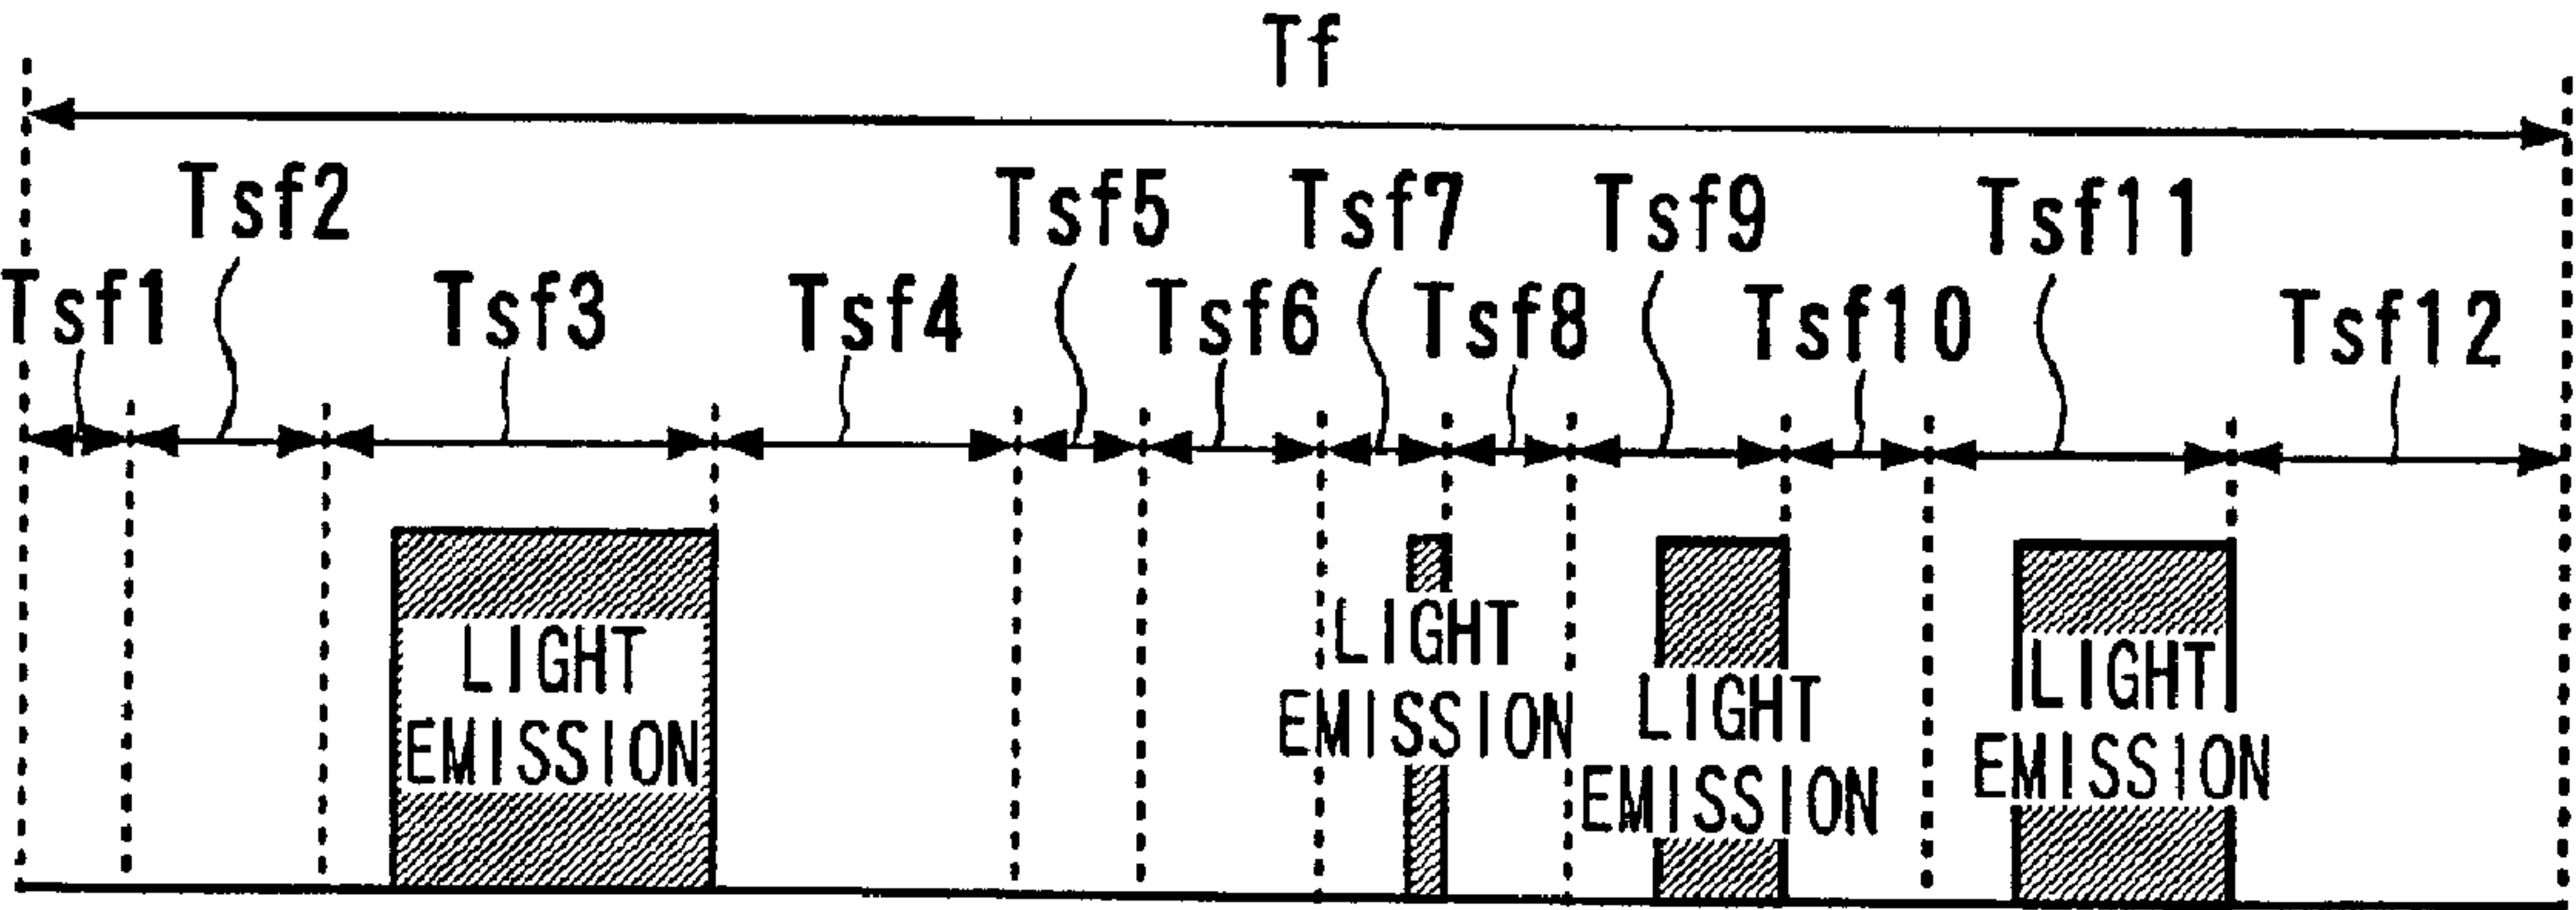 Tf
Tsf2
Tsf5
Tsf7
Tsf9
Tsf11
Tsf1
Tsf3
Tsf4
Tsf6
Tsf8
Tsf10
Tsf12
LIGHT
EMISSION
LIGHT
EMISSION
LIGHT
EMISSION
LIGHT
EMISSION